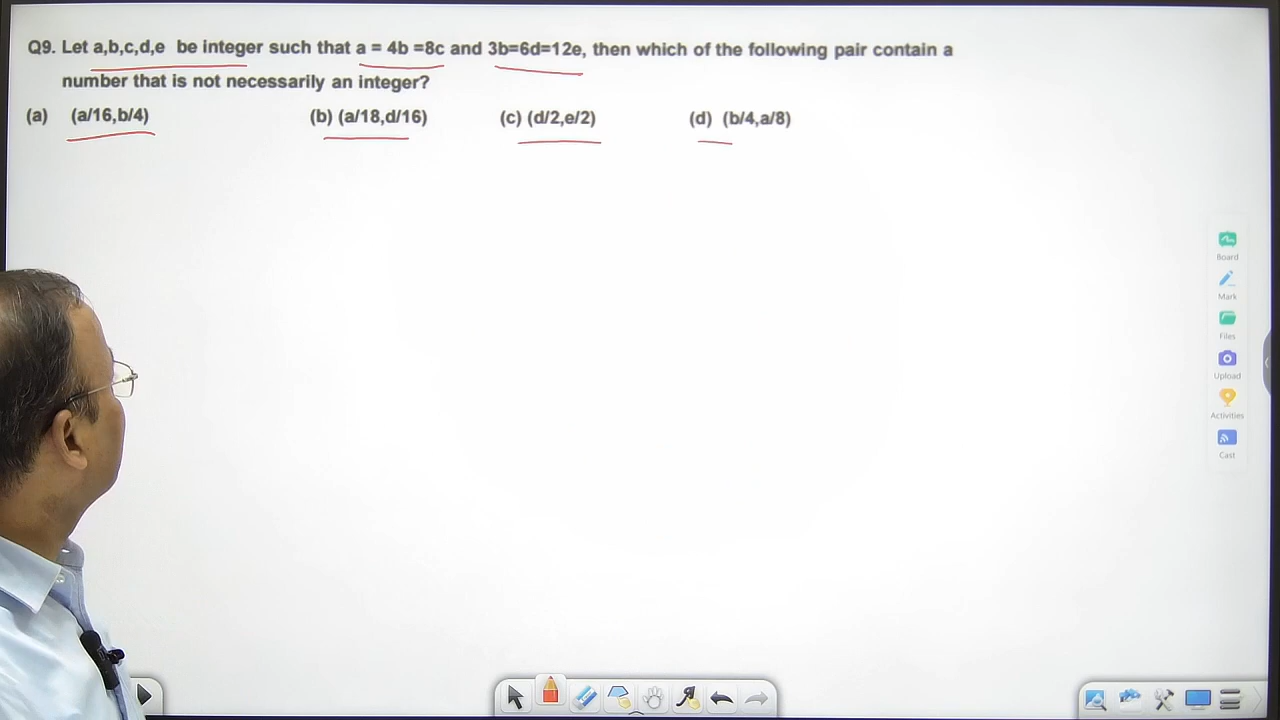 Q9. Let a,b,c,d,e be integer such that a = 4b =8c and 3b=6d=12e, then which of the following pair contain a
number that is not necessarily an integer?
(a) (a/16,b/4) (b) (a/18,d/16) (c) (d/2,e/2) (d) (b/4,a/8)
Board
Mark
Files
Upload
Activities
Cast